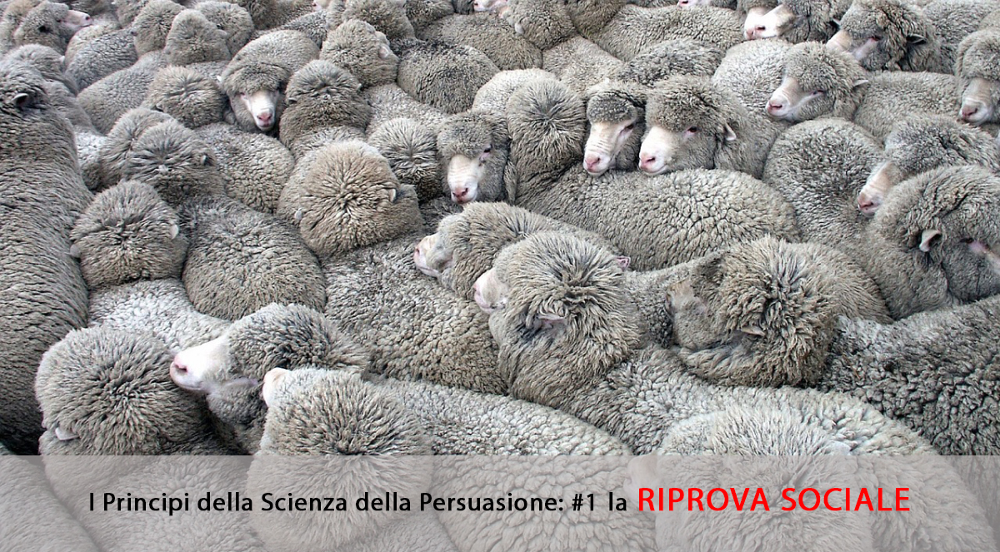 I Principi della Scienza della Persuasione: #1 la RIPROVA SOCIALE